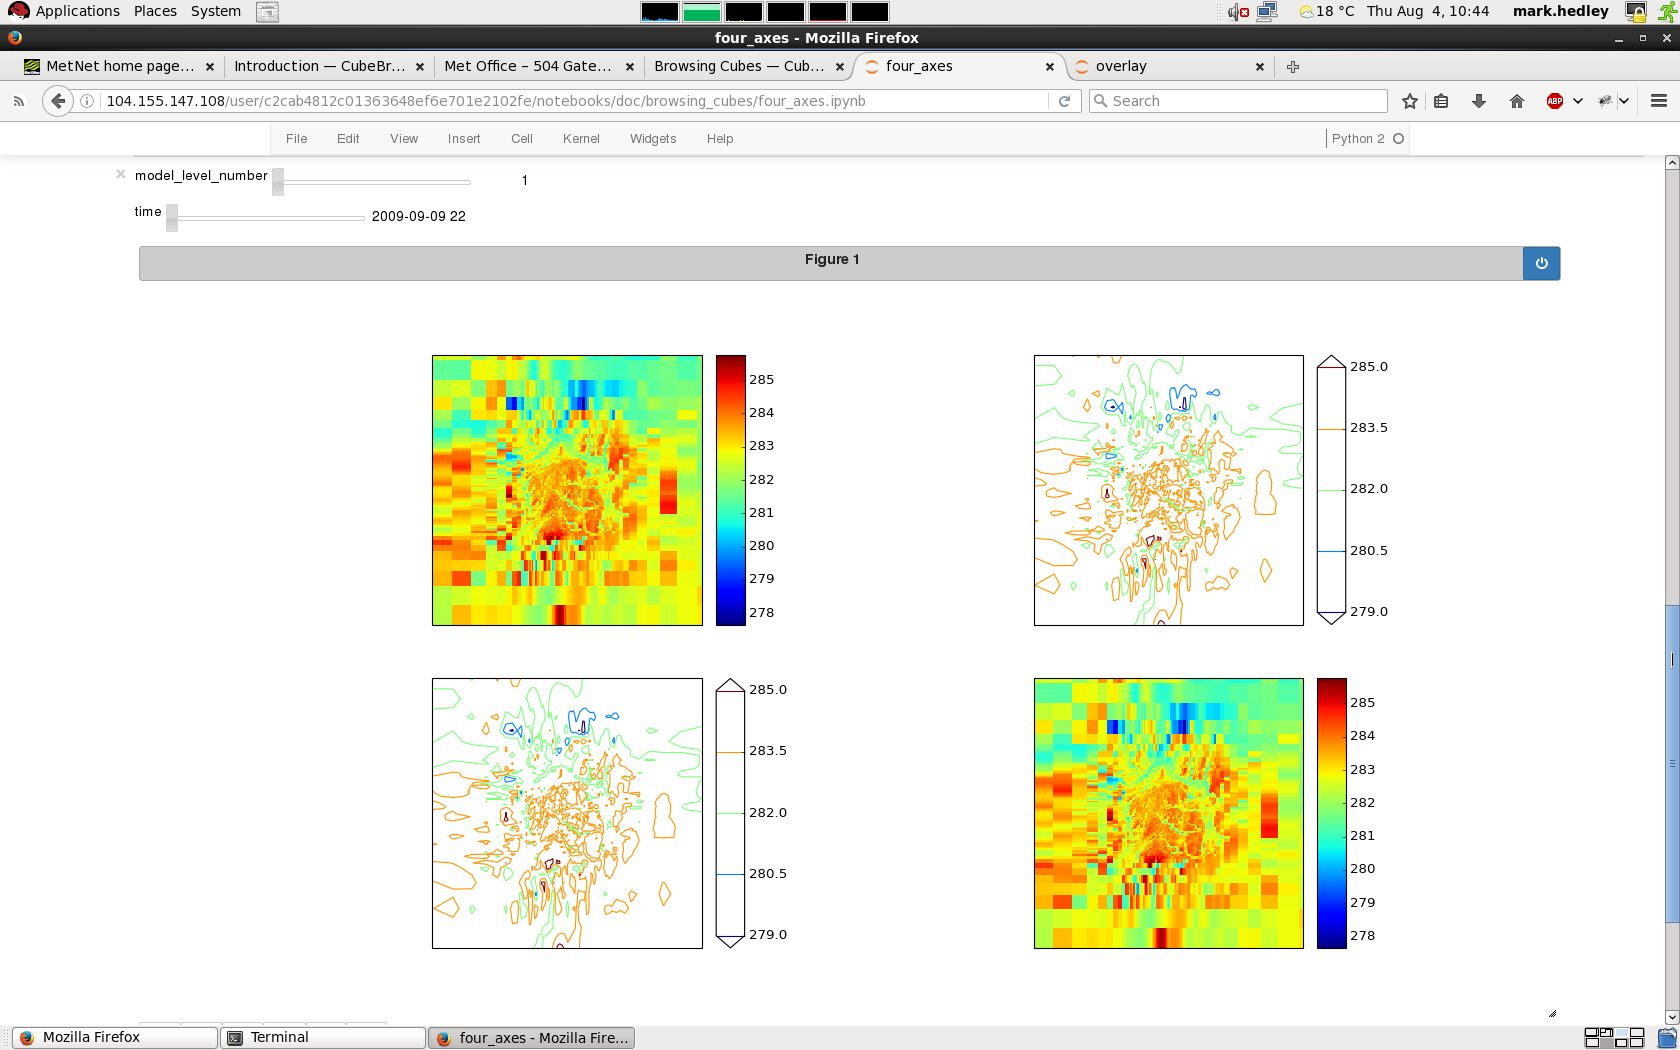 Applications Places System 18 °C Thu Aug 4, 10:44 mark.hedley
four_axes - Mozilla Firefox
MetNet home page... Introduction — CubeBr... Met Office – 504 Gate... Browsing Cubes — Cub... four_axes overlay
104.155.147.108/user/c2cab4812c01363648ef6e701e2102fe/notebooks/doc/browsing_cubes/four_axes.ipynb Search ABP
File Edit View Insert Cell Kernel Widgets Help Python 2
model_level_number 1
time 2009-09-09 22
Figure 1
285
284
283
282
281
280
279
278
285.0
283.5
282.0
280.5
279.0
285.0
283.5
282.0
280.5
279.0
285
284
283
282
281
280
279
278
Mozilla Firefox Terminal four_axes - Mozilla Fire...